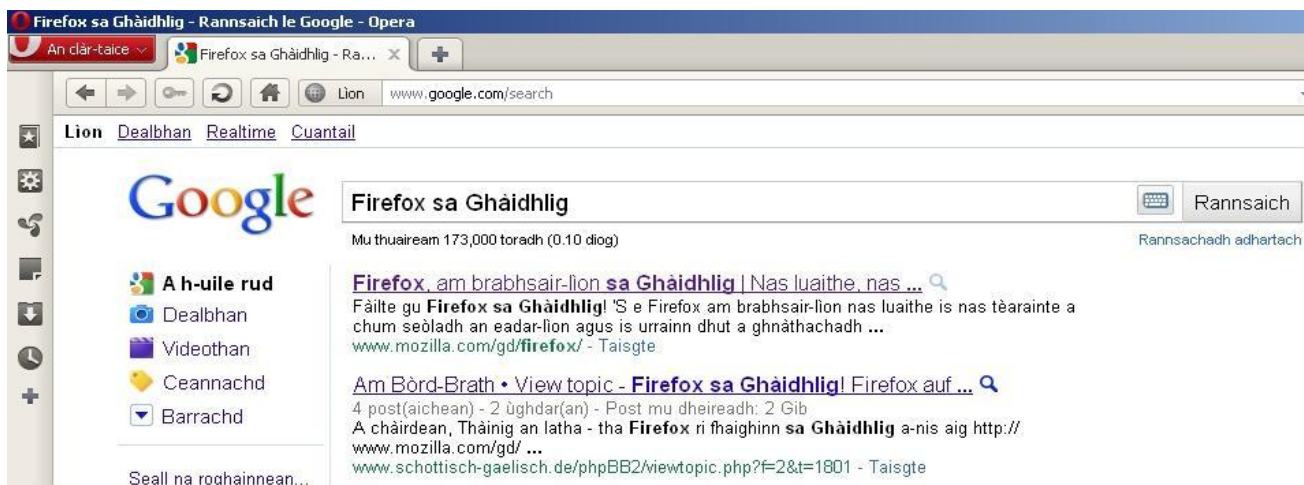 Firefox sa Ghàidhlig - Rannsaich le Google - Opera
An clàr-taice
Firefox sa Ghàidhlig - Ra...
Lìon www.google.com/search
Lìon Dealbhan Realtime Cuantail
Google
Firefox sa Ghàidhlig
Rannsaich
Mu thuaiream 173,000 toradh (0.10 diog)
Rannsachadh adhartach
A h-uile rud
Dealbhan
Videothan
Ceannachd
Barrachd
Seall na roghainnean...
Firefox, am brabhsair-lìon sa Ghàidhlig | Nas luaithe, nas ...
Fàilte gu Firefox sa Ghàidhlig! 'S e Firefox am brabhsair-lìon nas luaithe is nas tèarainte a
chum seòladh an eadar-lìon agus is urrainn dhut a ghnàthachadh ...
www.mozilla.com/gd/firefox/ - Taisgte
Am Bòrd-Brath • View topic - Firefox sa Ghàidhlig! Firefox auf ...
4 post(aichean) - 2 ùghdar(an) - Post mu dheireadh: 2 Gib
A chàirdean, Thàinig an latha - tha Firefox ri fhaighinn sa Ghàidhlig a-nis aig http://
www.mozilla.com/gd/ ...
www.schottisch-gaelisch.de/phpBB2/viewtopic.php?f=2&t=1801 - Taisgte